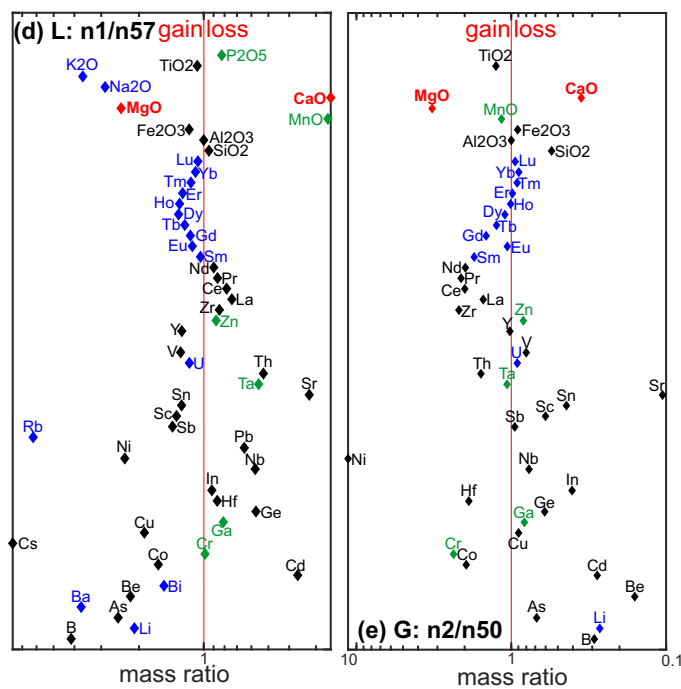 (d) L: n1/n57
gain loss
P2O5
TiO2
K2O
Na2O
MgO
CaO
MnO
Fe2O3
Al2O3
SiO2
Lu
Yb
Tm
Er
Ho
Dy
Tb
Gd
Eu
Sm
Nd
Pr
Ce
La
Zr
Zn
Y
V
U
Th
Ta
Sr
Sn
Sc
Sb
Rb
Pb
Ni
Nb
In
Hf
Ge
Ga
Cu
Cs
Cr
Co
Cd
Bi
Be
Ba
As
Li
B
1
mass ratio
gain loss
TiO2
MgO
CaO
MnO
Fe2O3
Al2O3
SiO2
Lu
Yb
Tm
Er
Ho
Dy
Tb
Gd
Eu
Sm
Nd
Pr
Ce
La
Zr
Zn
Y
V
U
Th
Ta
Sr
Sn
Sc
Sb
Ni
Nb
In
Hf
Ge
Ga
Cu
Cr
Co
Cd
Be
As
Li
B
(e) G: n2/n50
10
1
0.1
mass ratio